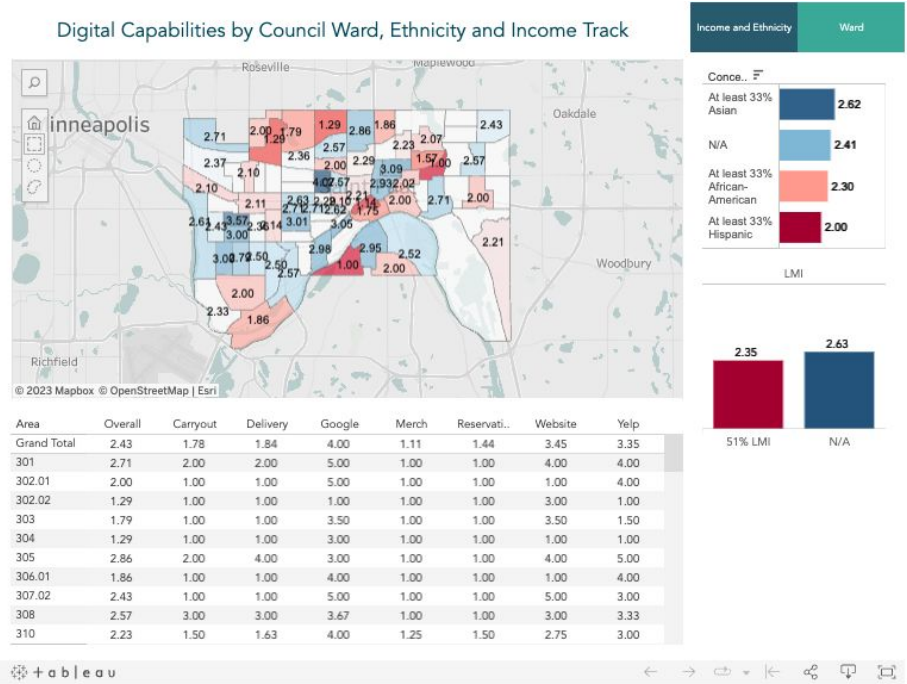 Digital Capabilities by Council Ward, Ethnicity and Income Track
Income and Ethnicity
Ward
Roseville
Maplewood
Oakdale
inneapolis
Woodbury
Richfield
2.71
2.00
1.29
1.79
1.29
2.86
1.86
2.43
2.37
2.10
2.36
2.57
2.00
2.29
2.23
2.07
1.57
2.57
2.10
2.11
3.09
2.02
2.00
2.71
2.00
3.57
3.00
3.01
3.05
1.75
2.98
1.00
2.95
2.52
2.00
2.21
2.50
2.50
2.57
2.00
2.33
1.86
© 2023 Mapbox © OpenStreetMap | Esri
Conce..
At least 33%
Asian
2.62
N/A
2.41
At least 33%
African-
American
2.30
At least 33%
Hispanic
2.00
LMI
2.35
2.63
51% LMI
N/A
Area Overall Carryout Delivery Google Merch Reservati.. Website Yelp
Grand Total 2.43 1.78 1.84 4.00 1.11 1.44 3.45 3.35
301 2.71 2.00 2.00 5.00 1.00 1.00 4.00 4.00
302.01 2.00 1.00 1.00 5.00 1.00 1.00 1.00 4.00
302.02 1.29 1.00 1.00 1.00 1.00 1.00 3.00 1.00
303 1.79 1.00 1.00 3.50 1.00 1.00 3.50 1.50
304 1.29 1.00 1.00 3.00 1.00 1.00 1.00 1.00
305 2.86 2.00 4.00 3.00 1.00 1.00 4.00 5.00
306.01 1.86 1.00 1.00 4.00 1.00 1.00 1.00 4.00
307.02 2.43 1.00 1.00 5.00 1.00 1.00 5.00 3.00
308 2.57 3.00 3.00 3.67 1.00 1.00 3.00 3.33
310 2.23 1.50 1.63 4.00 1.25 1.50 2.75 3.00
+ a b l e a u